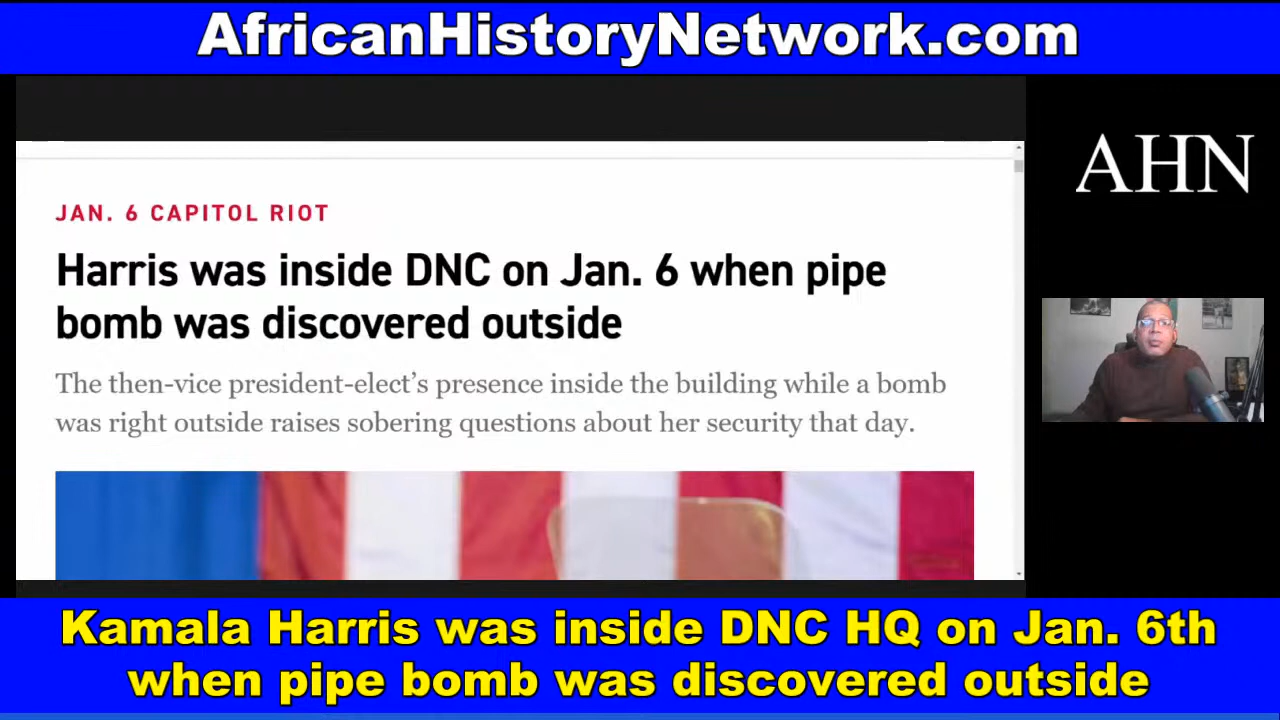 AfricanHistoryNetwork.com
AHN
JAN. 6 CAPITOL RIOT
Harris was inside DNC on Jan. 6 when pipe
bomb was discovered outside
The then-vice president-elect’s presence inside the building while a bomb
was right outside raises sobering questions about her security that day.
Kamala Harris was inside DNC HQ on Jan. 6th
when pipe bomb was discovered outside